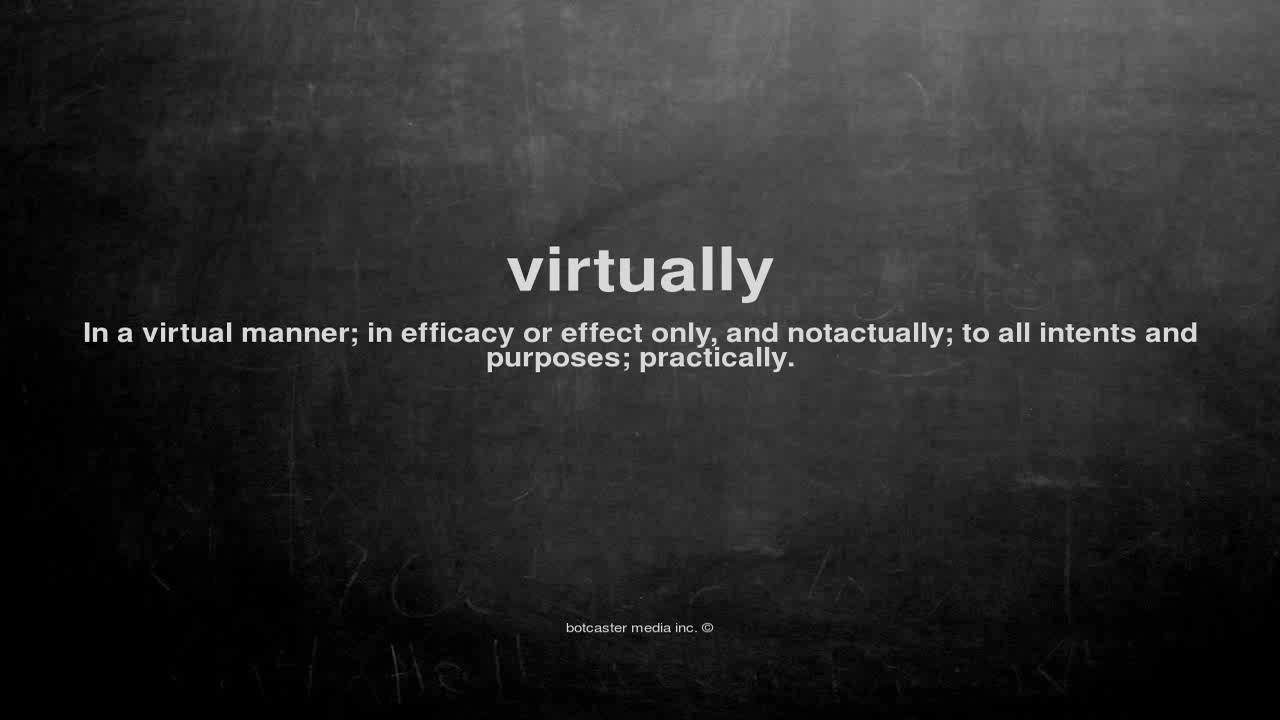 virtually
In a virtual manner; in efficacy or effect only, and notactually; to all intents and
purposes; practically.
botcaster media inc. ©